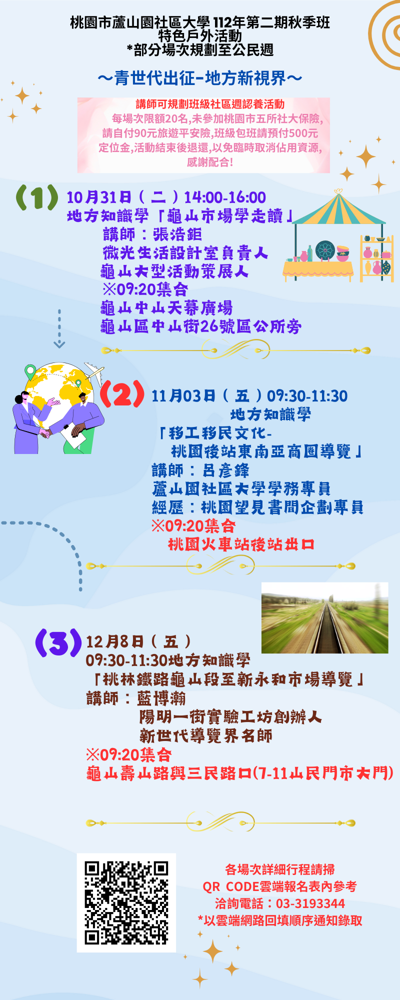 桃園市蘆山園社區大學 112年第二期秋季班
特色戶外活動
*部分場次規劃至公民週
～青世代出征-地方新視界～
講師可規劃班級社區週認養活動
每場次限額20名,未參加桃園市五所社大保險,
請自付90元旅遊平安險,班級包班請預付500元
定位金,活動結束後退還,以免臨時取消佔用資源,
感謝配合!
(1) 10月31日（二）14:00-16:00
地方知識學「龜山市場學走讀」
講師：張浩鉅
微光生活設計室負責人
龜山大型活動策展人
※09:20集合
龜山中山天幕廣場
龜山區中山街26號區公所旁
(2) 11月03日（五）09:30-11:30
地方知識學
「移工移民文化-
桃園後站東南亞商圈導覽」
講師：呂彥鋒
蘆山園社區大學學務專員
經歷：桃園望見書間企劃專員
※09:20集合
桃園火車站後站出口
(3) 12月8日（五）
09:30-11:30地方知識學
「桃林鐵路龜山段至新永和市場導覽」
講師：藍博瀚
陽明一街實驗工坊創辦人
新世代導覽界名師
※09:20集合
龜山壽山路與三民路口(7-11山民門市大門)
各場次詳細行程請掃
QR CODE雲端報名表內參考
洽詢電話：03-3193344
*以雲端網路回填順序通知錄取